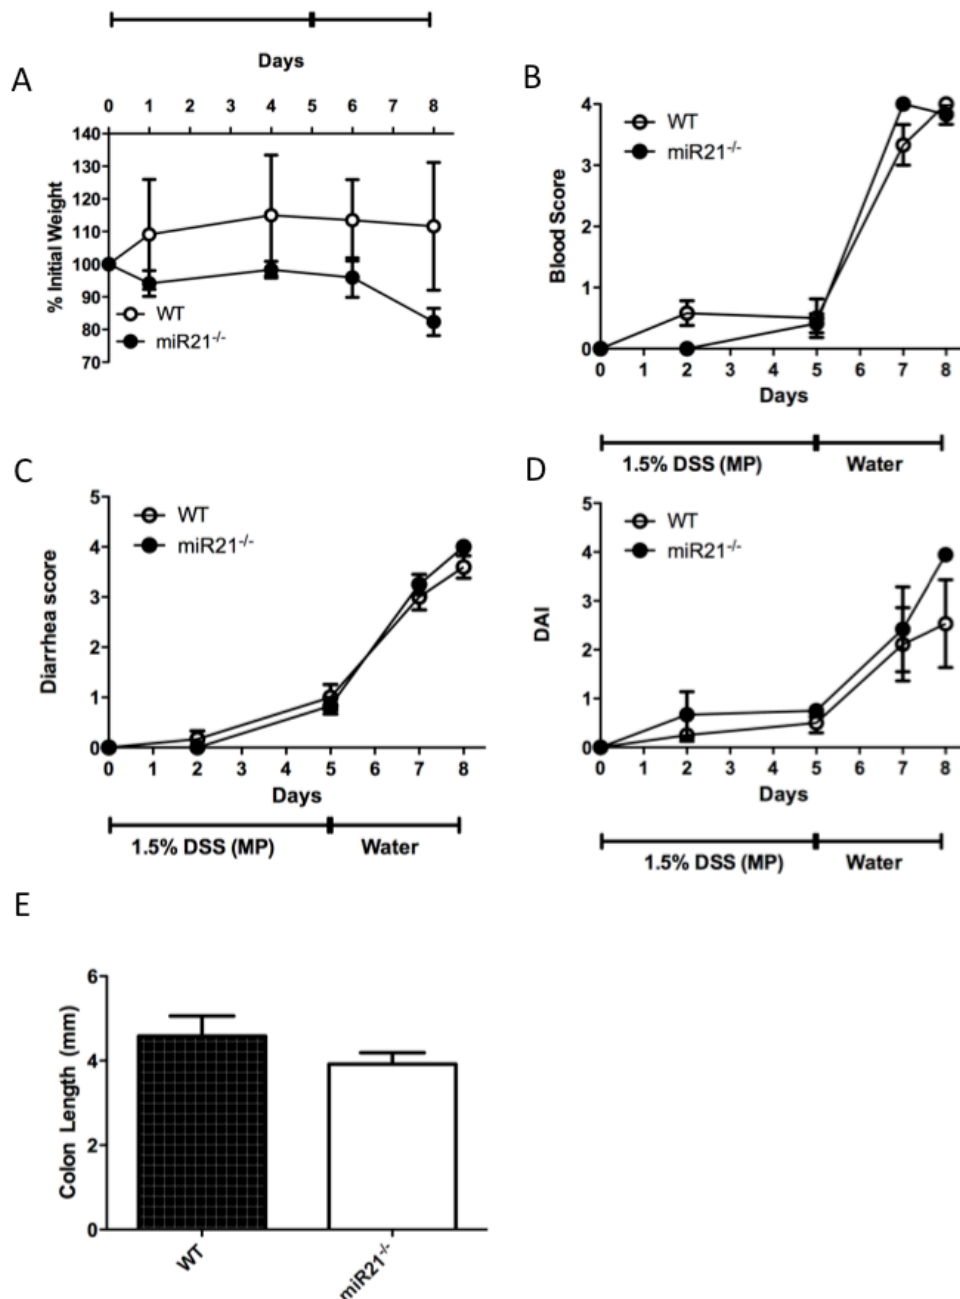 Days
A
0 1 2 3 4 5 6 7 8
140
130
120
110
100
90
80
70
% Initial Weight
WT
miR21-/-
B
4
3
2
1
0
Blood Score
WT
miR21-/-
0 1 2 3 4 5 6 7 8
Days
1.5% DSS (MP) Water
C
5
4
3
2
1
0
Diarrhea score
WT
miR21-/-
0 1 2 3 4 5 6 7 8
Days
1.5% DSS (MP) Water
D
5
4
3
2
1
0
DAI
WT
miR21-/-
0 1 2 3 4 5 6 7 8
Days
1.5% DSS (MP) Water
E
6
4
2
0
Colon Length (mm)
WT
miR21-/-